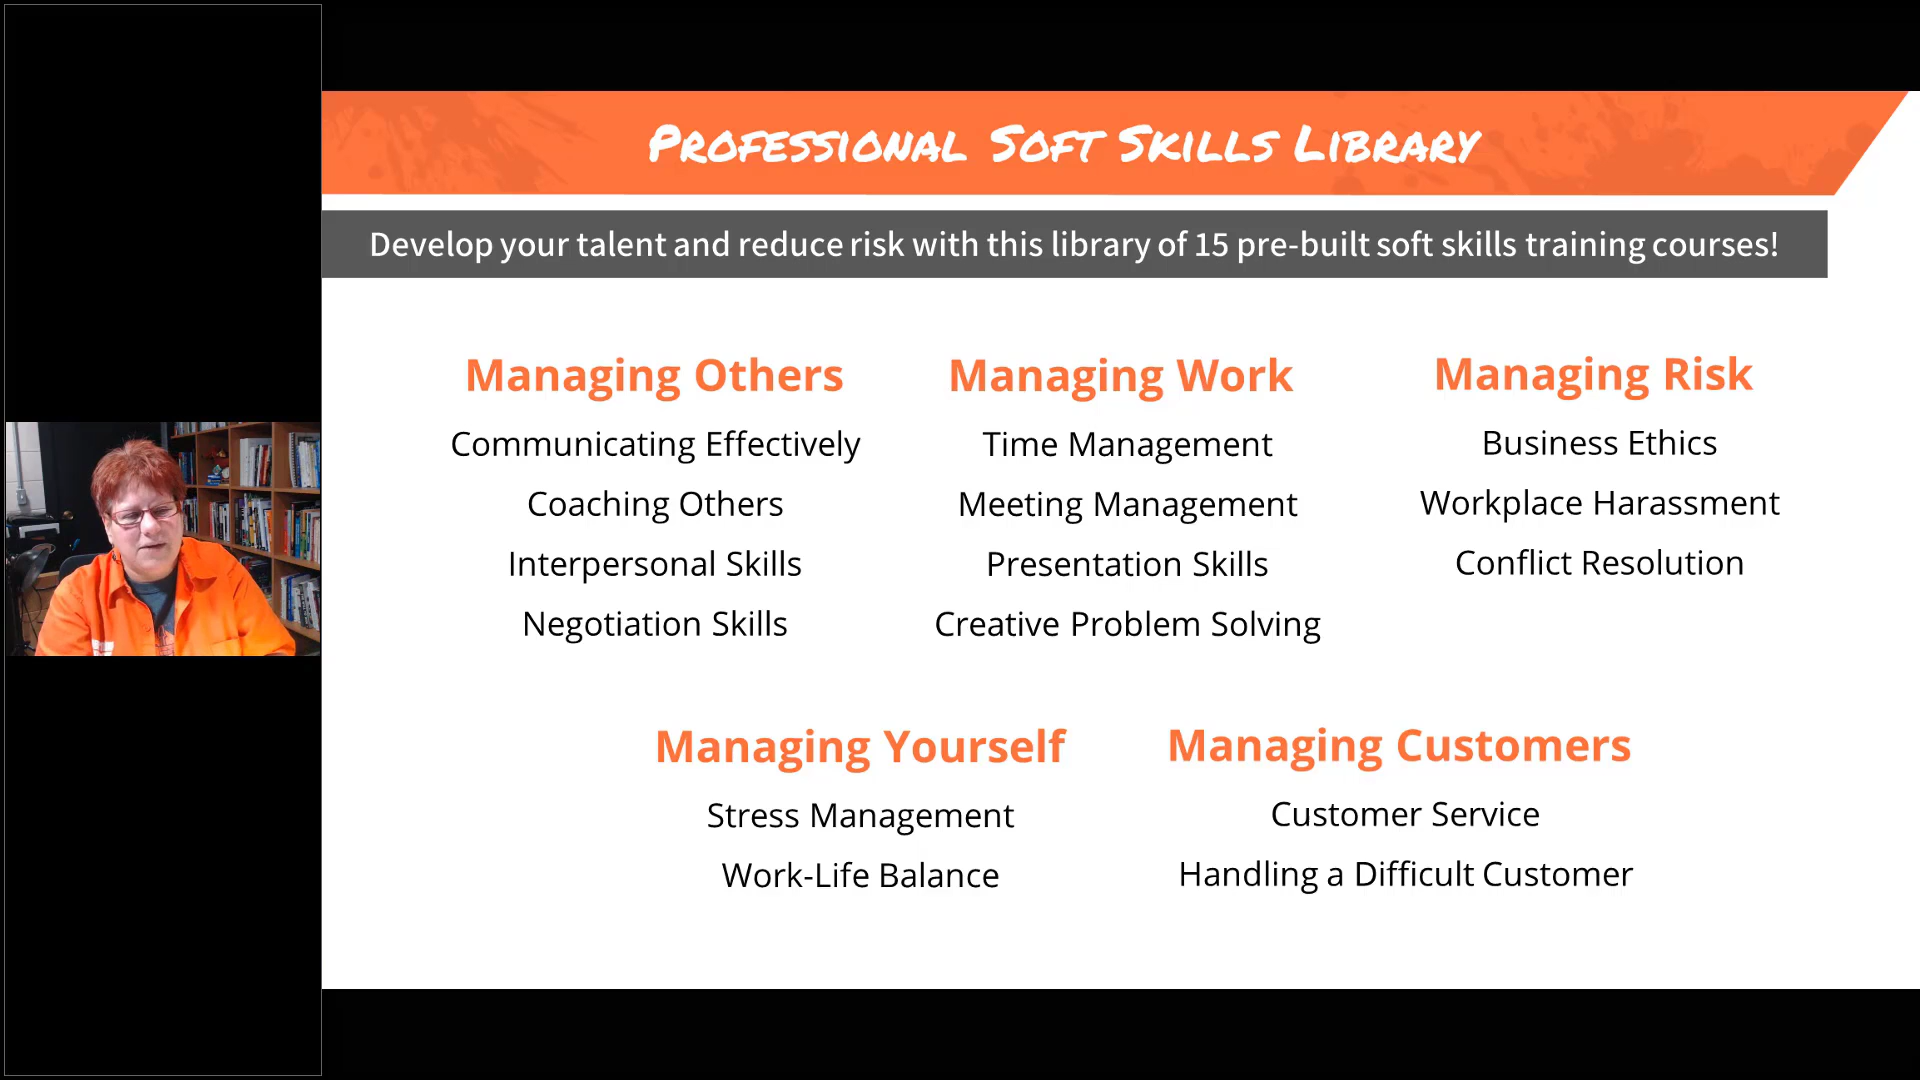 PROFESSIONAL SOFT SKILLS LIBRARY
Develop your talent and reduce risk with this library of 15 pre-built soft skills training courses!
Managing Others
Communicating Effectively
Coaching Others
Interpersonal Skills
Negotiation Skills
Managing Work
Time Management
Meeting Management
Presentation Skills
Creative Problem Solving
Managing Risk
Business Ethics
Workplace Harassment
Conflict Resolution
Managing Yourself
Stress Management
Work-Life Balance
Managing Customers
Customer Service
Handling a Difficult Customer